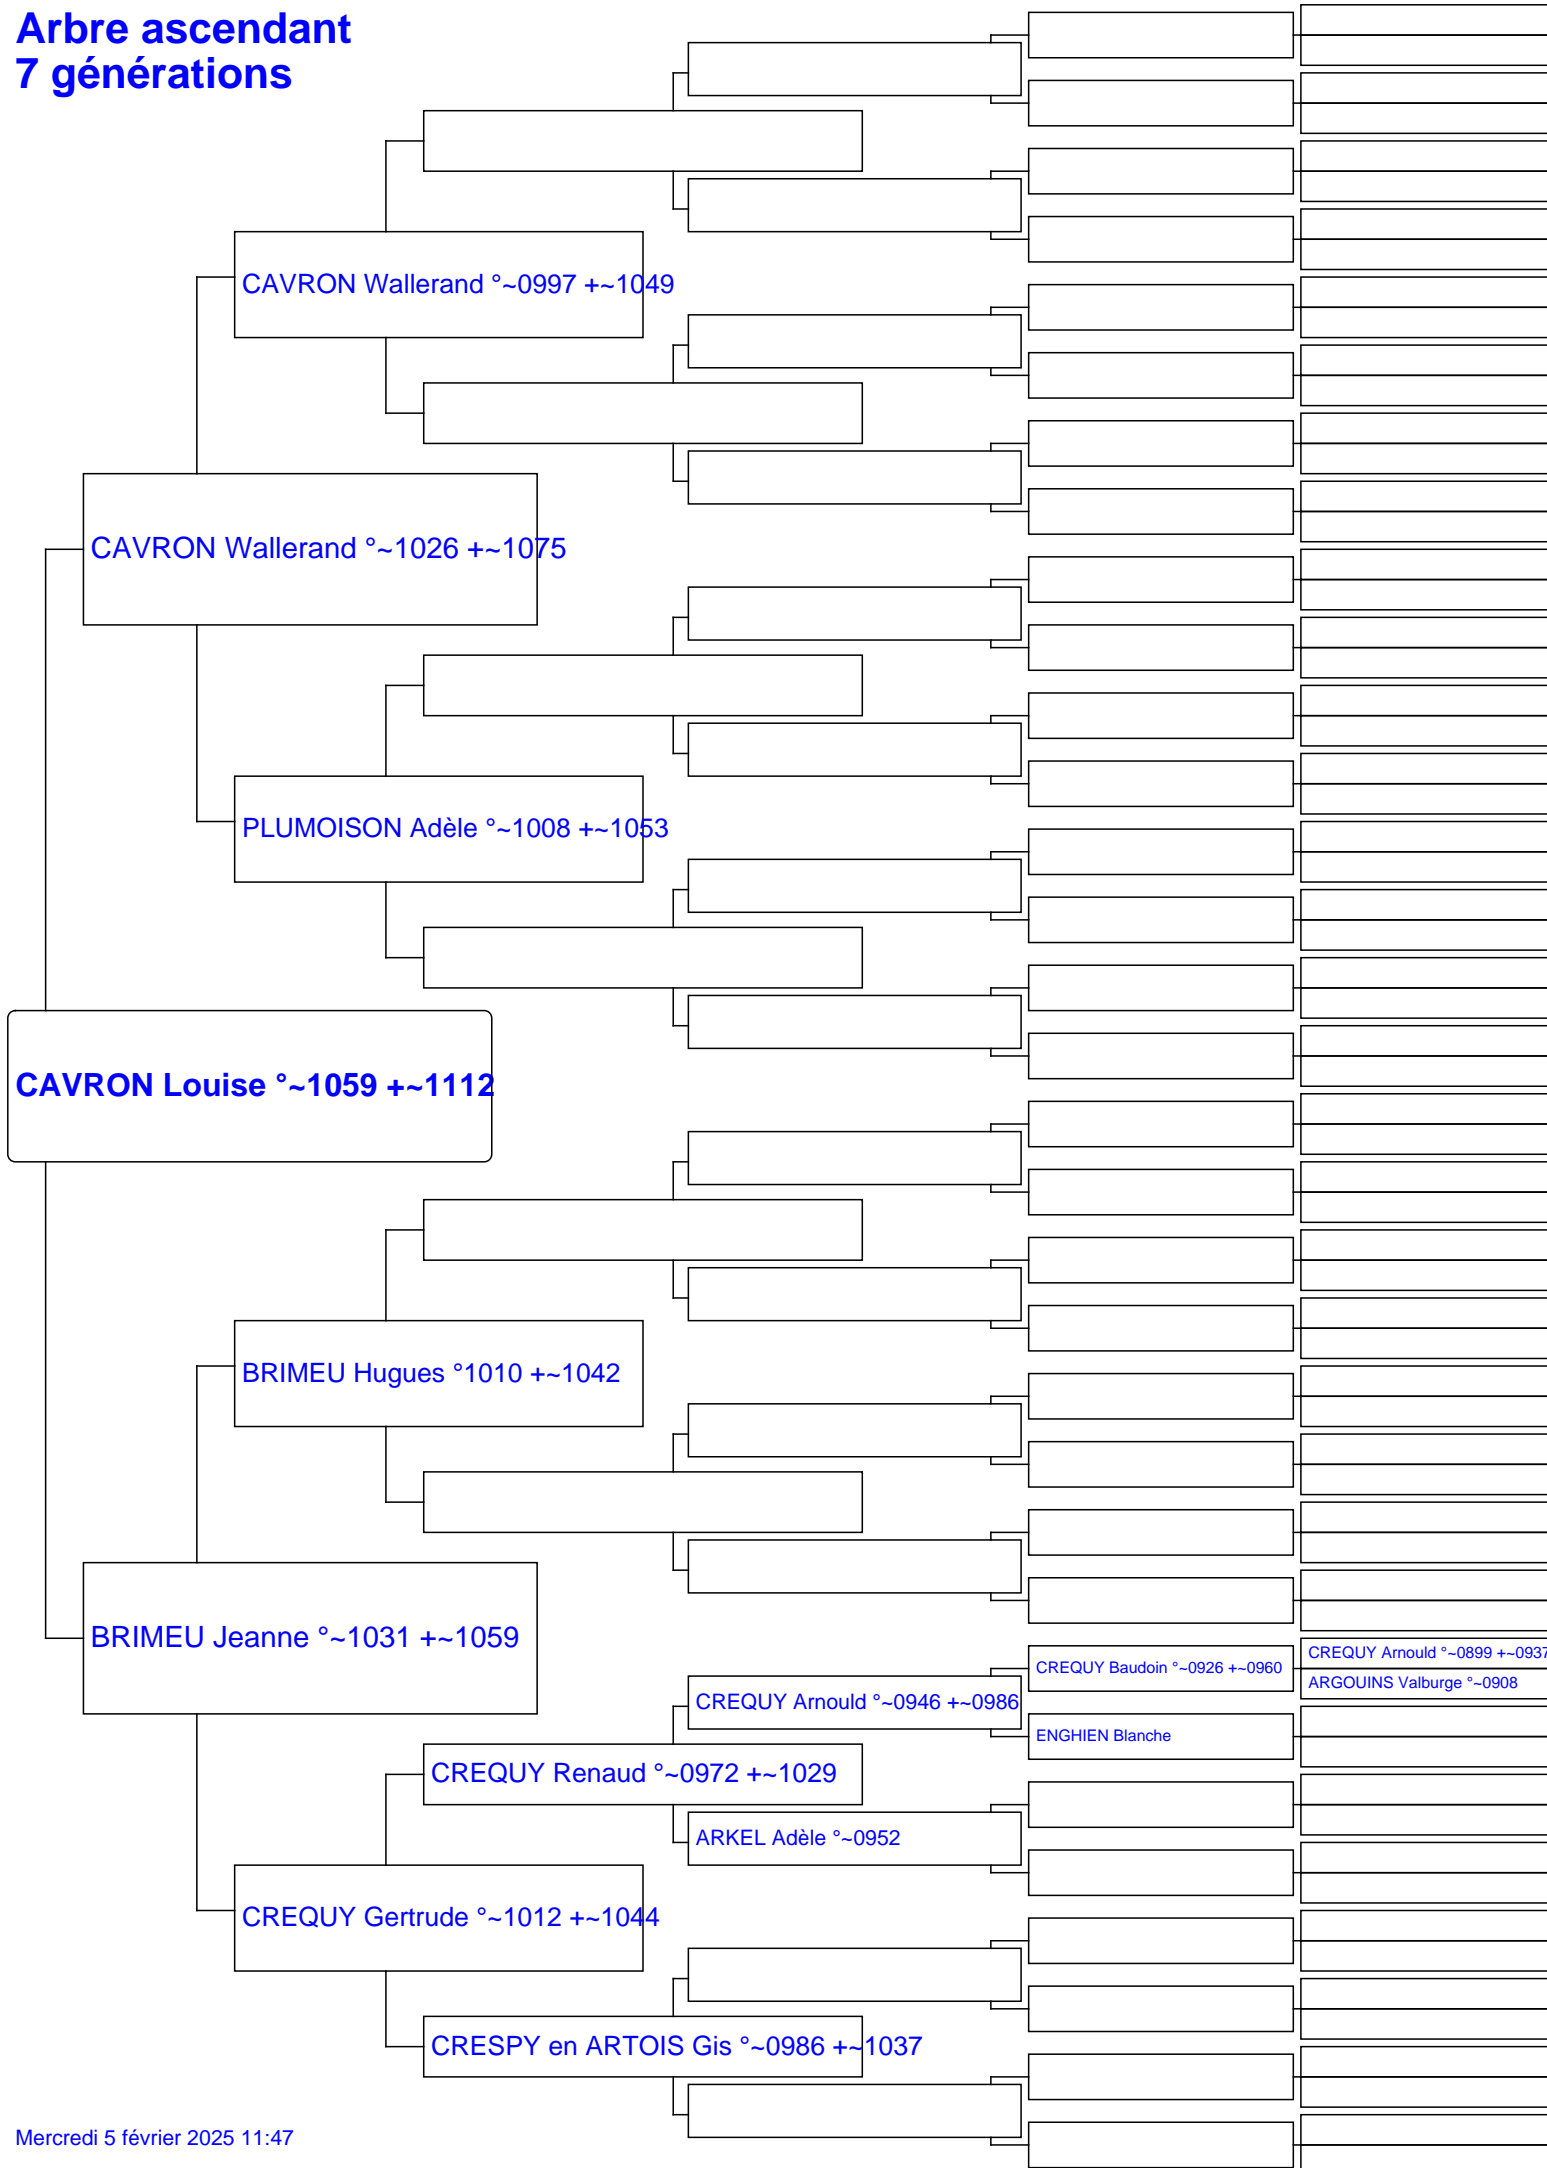 Arbre ascendant
7 générations
CAVRON Wallerand °~0997 +~1049
CAVRON Wallerand °~1026 +~1075
PLUMOISON Adèle °~1008 +~1053
CAVRON Louise °~1059 +~1112
BRIMEU Hugues °1010 +~1042
BRIMEU Jeanne °~1031 +~1059
CREQUY Arnould °~0899 +~0937
CREQUY Baudoin °~0926 +~0960
ARGOUINS Valburge °~0908
CREQUY Arnould °~0946 +~0986
ENGHIEN Blanche
CREQUY Renaud °~0972 +~1029
ARKEL Adèle °~0952
CREQUY Gertrude °~1012 +~1044
CRESPY en ARTOIS Gis °~0986 +~1037
Mercredi 5 février 2025 11:47